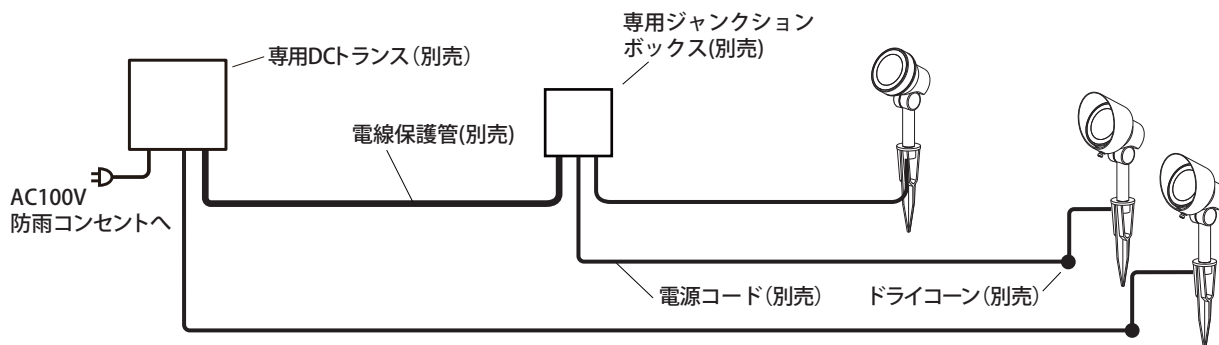 専用DCトランス（別売）
専用ジャンクション
ボックス(別売)
電線保護管(別売)
AC100V
防雨コンセントへ
電源コード（別売）
ドライコーン（別売）